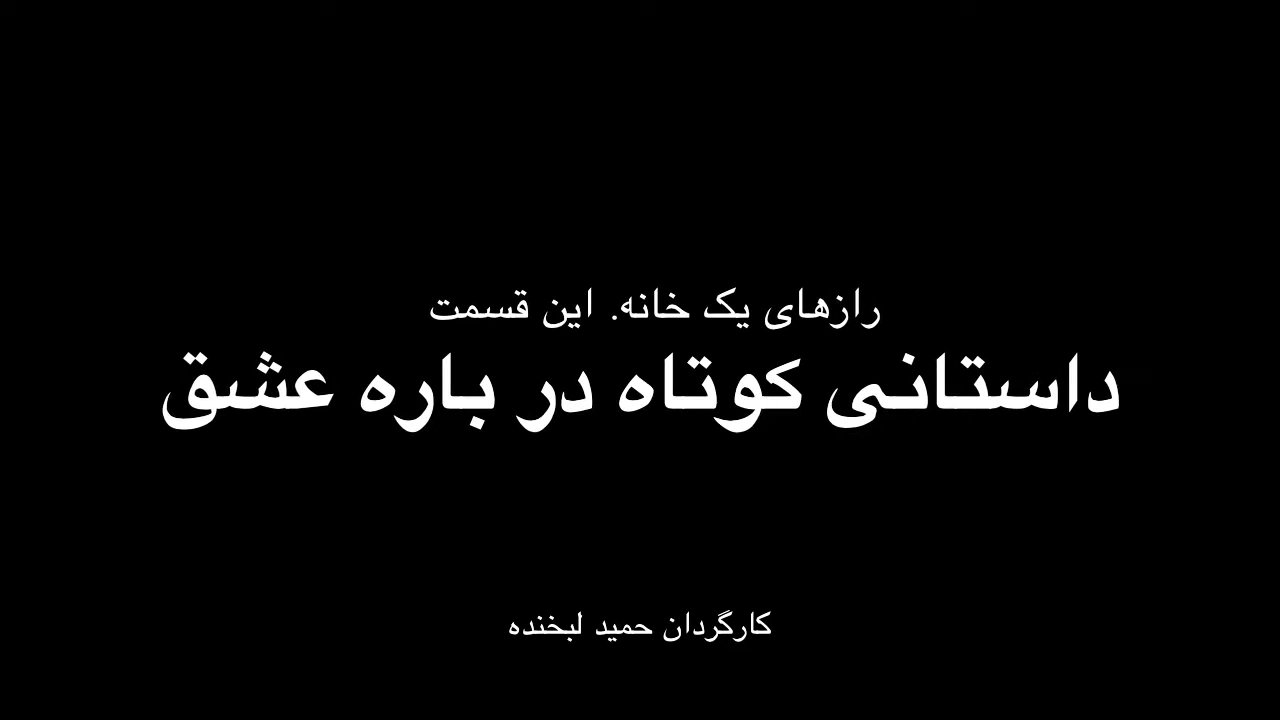 رازهای یک خانه. این قسمت
داستانی کوتاه در باره عشق
کارگردان حمید لبخنده